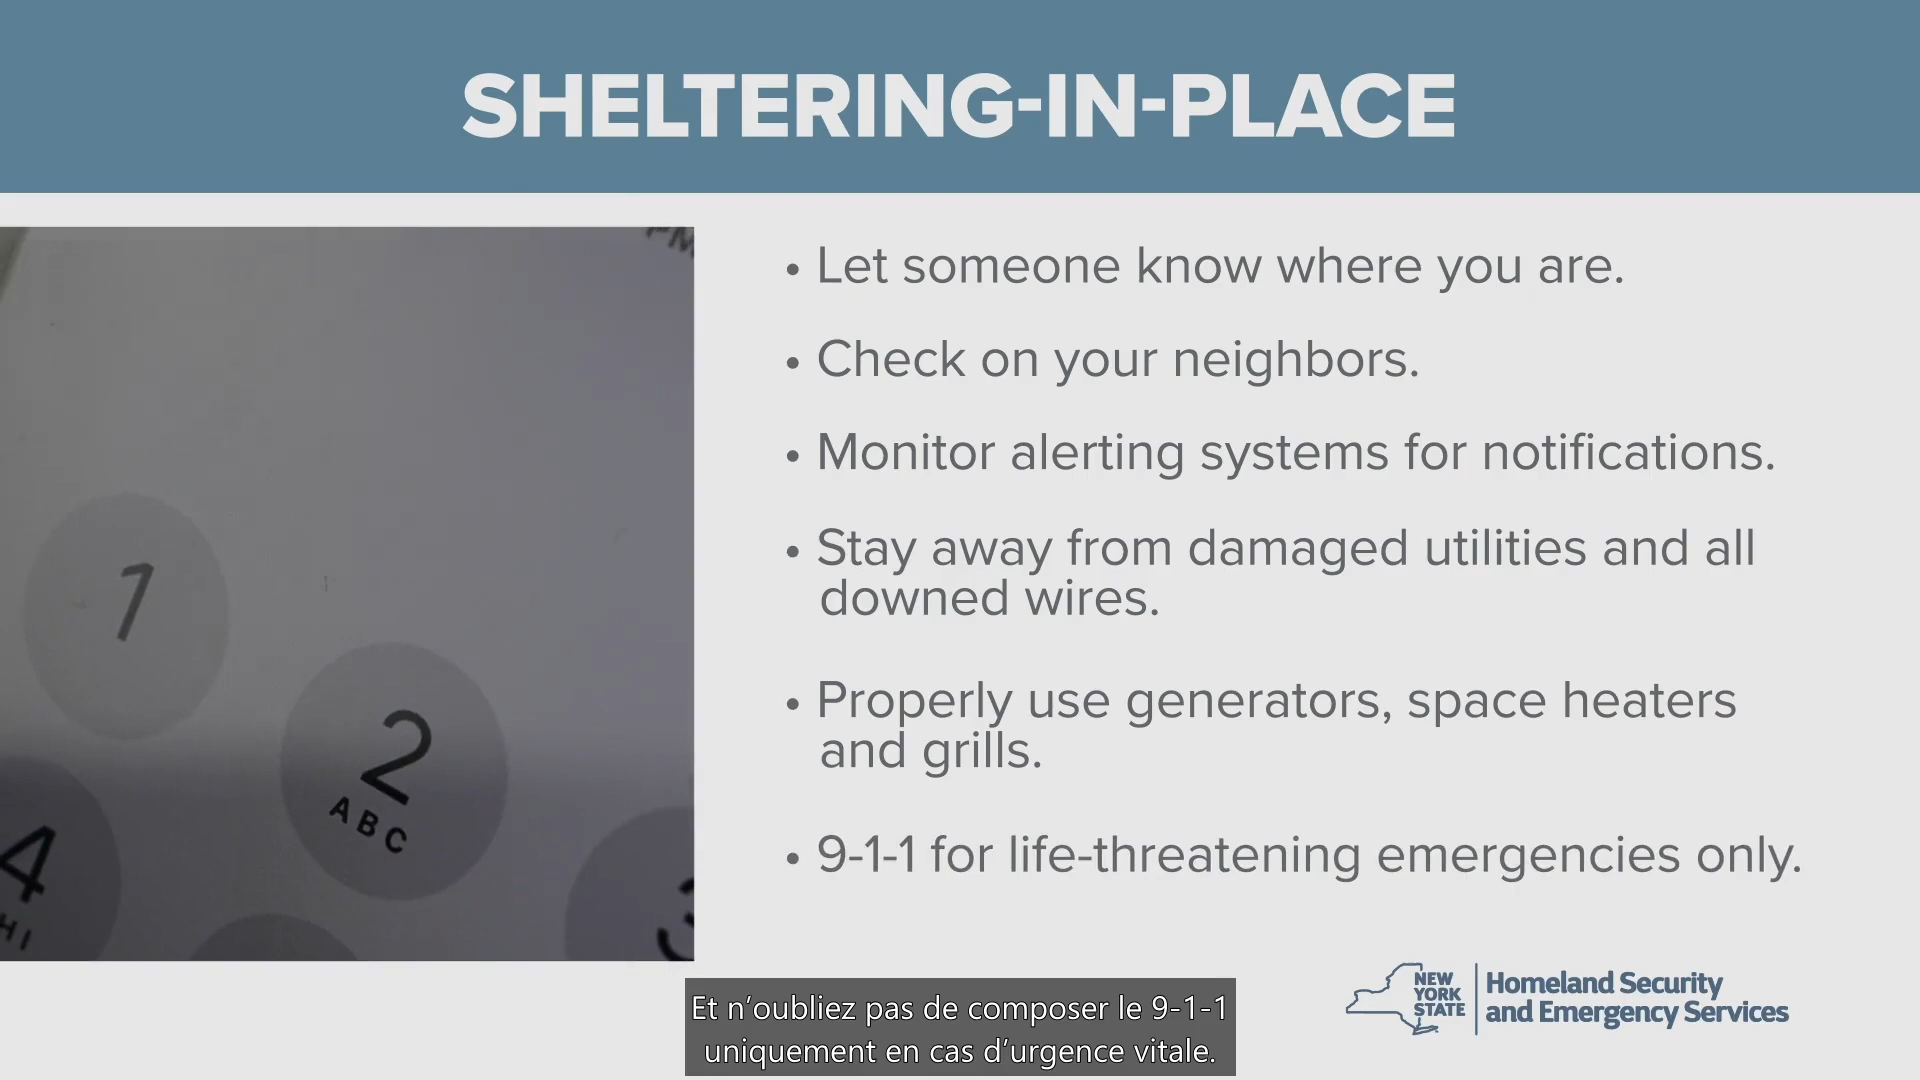 SHELTERING-IN-PLACE
PM
1
2
ABC
4
HI
3
• Let someone know where you are.
• Check on your neighbors.
• Monitor alerting systems for notifications.
• Stay away from damaged utilities and all
downed wires.
• Properly use generators, space heaters
and grills.
• 9-1-1 for life-threatening emergencies only.
NEW
YORK
STATE
Homeland Security
and Emergency Services
Et n’oubliez pas de composer le 9-1-1
uniquement en cas d’urgence vitale.